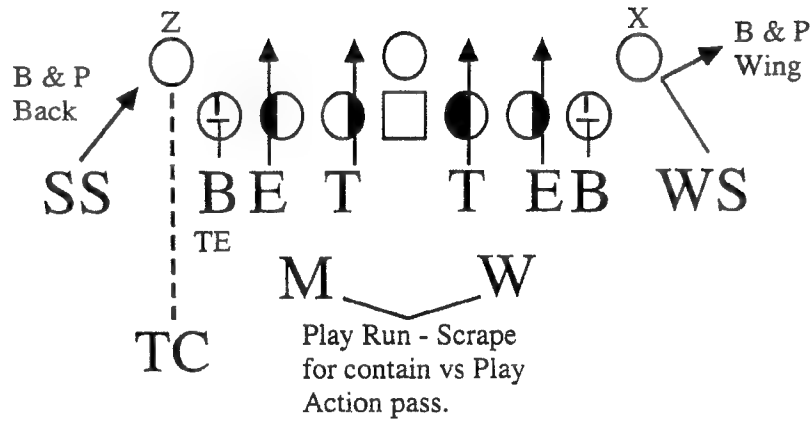 Z
X
B & P
Back
B & P
Wing
SS
B E T T E B
WS
TE
M W
TC
Play Run - Scrape
for contain vs Play
Action pass.